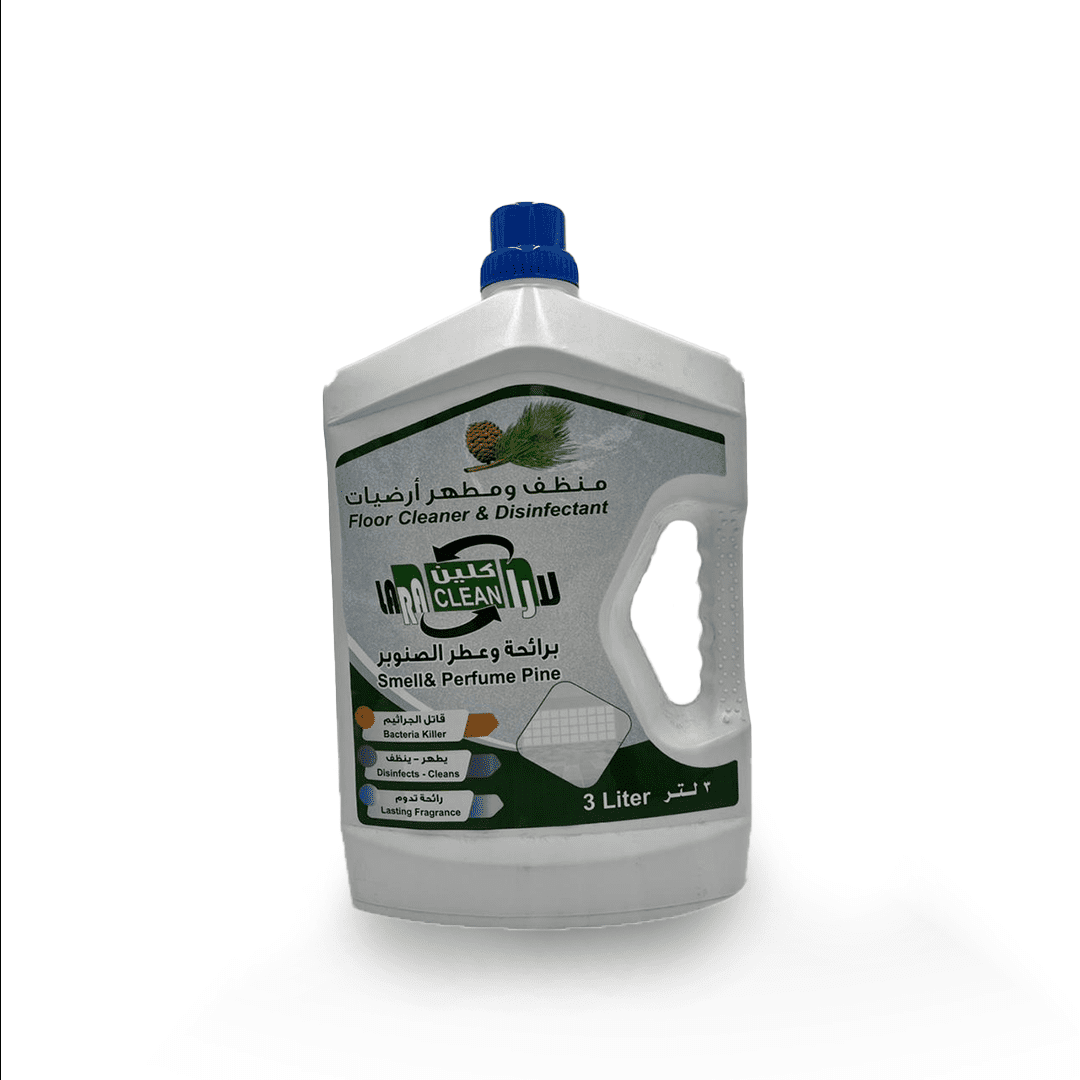 منظف ومطهر أرضيات
Floor Cleaner & Disinfectant
كلين
LARA CLEAN لارا
برائحة وعطر الصنوبر
Smell& Perfume Pine
قاتل الجراثيم
Bacteria Killer
يطهر - ينظف
Disinfects - Cleans
رائحة تدوم
Lasting Fragrance
3 Liter ٣ لتر